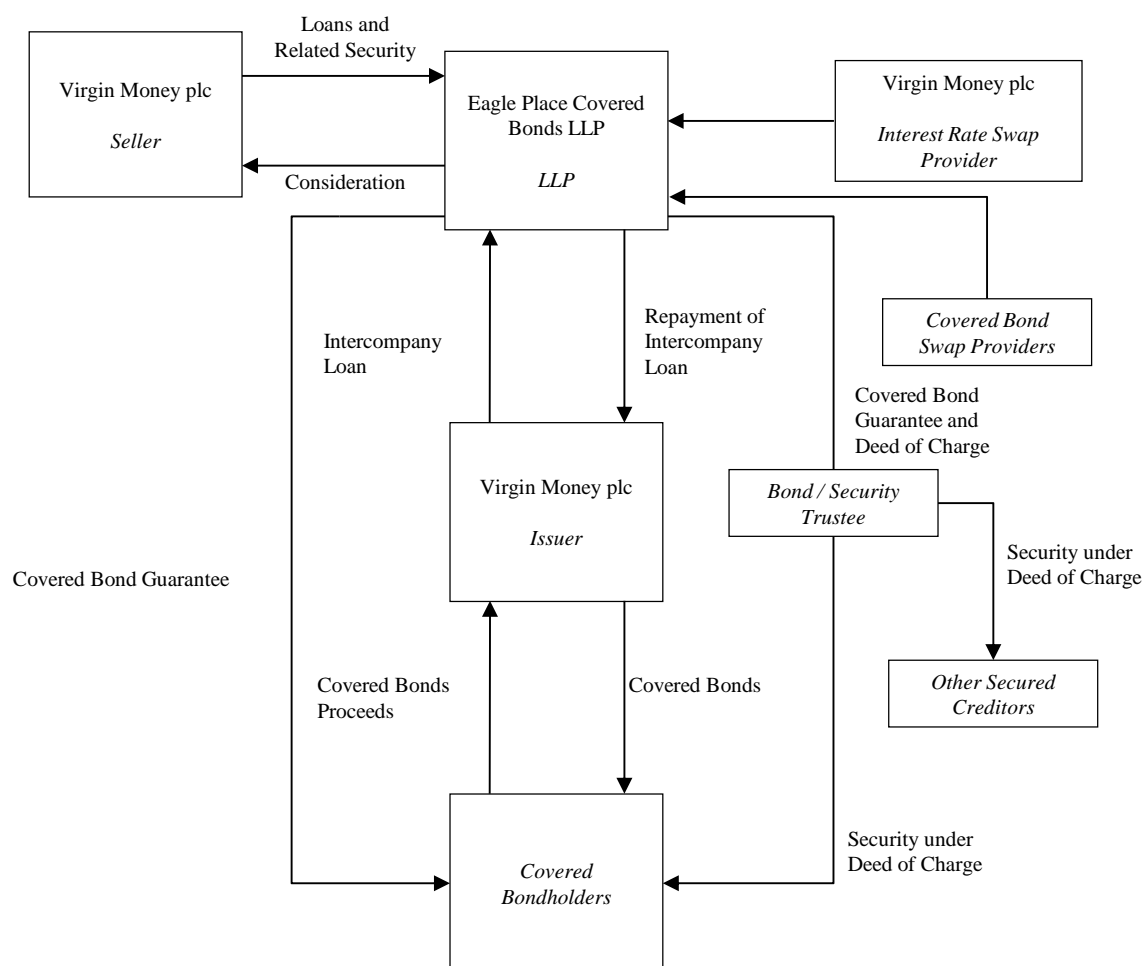 Loans and
Related Security
Virgin Money plc
Seller
Eagle Place Covered
Bonds LLP
LLP
Virgin Money plc
Interest Rate Swap
Provider
Consideration
Covered Bond
Swap Providers
Intercompany
Loan
Repayment of
Intercompany
Loan
Covered Bond
Guarantee and
Deed of Charge
Virgin Money plc
Issuer
Bond / Security
Trustee
Security under
Deed of Charge
Covered Bond Guarantee
Covered Bonds
Proceeds
Covered Bonds
Other Secured
Creditors
Security under
Deed of Charge
Covered
Bondholders